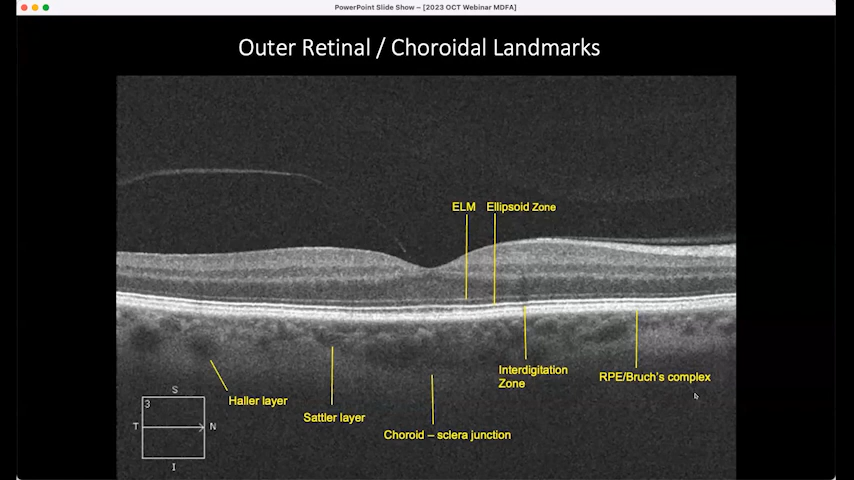 PowerPoint Slide Show – [2023 OCT Webinar MDFA]
Outer Retinal / Choroidal Landmarks
ELM
Ellipsoid Zone
Interdigitation
Zone
RPE/Bruch's complex
Haller layer
Sattler layer
Choroid – sclera junction
S
3
T
N
I